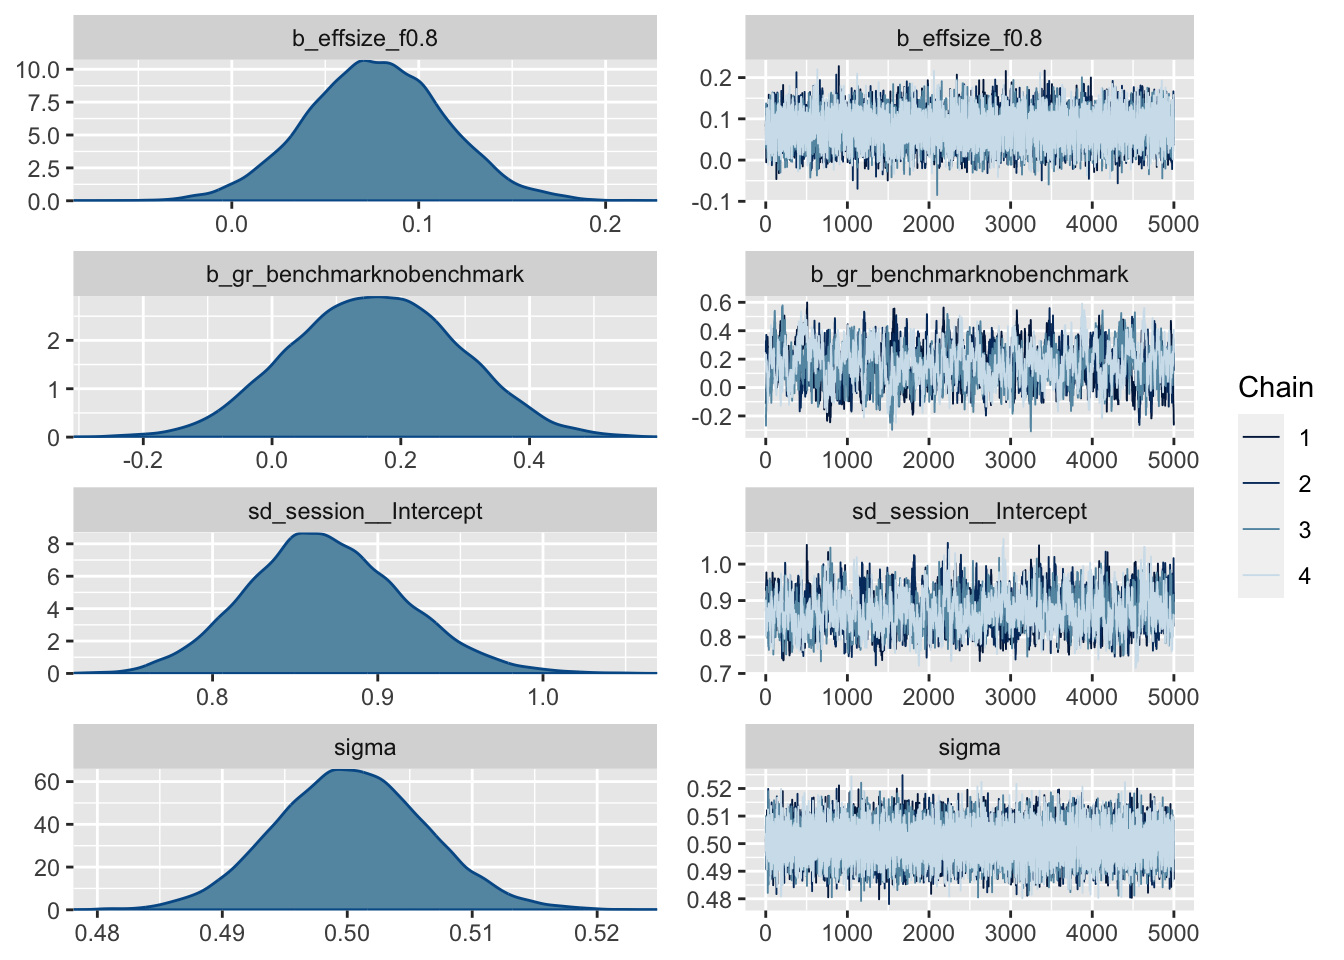 b_effsize_f0.8
10.0
7.5
5.0
2.5
0.0
0.0 0.1 0.2
b_effsize_f0.8
0.2
0.1
0.0
-0.1
0 1000 2000 3000 4000 5000
b_gr_benchmarknobenchmark
2
1
0
-0.2 0.0 0.2 0.4
b_gr_benchmarknobenchmark
0.6
0.4
0.2
0.0
-0.2
0 1000 2000 3000 4000 5000
sd_session__Intercept
8
6
4
2
0
0.8 0.9 1.0
sd_session__Intercept
1.0
0.9
0.8
0.7
0 1000 2000 3000 4000 5000
sigma
60
40
20
0
0.48 0.49 0.50 0.51 0.52
sigma
0.52
0.51
0.50
0.49
0.48
0 1000 2000 3000 4000 5000
Chain
1
2
3
4